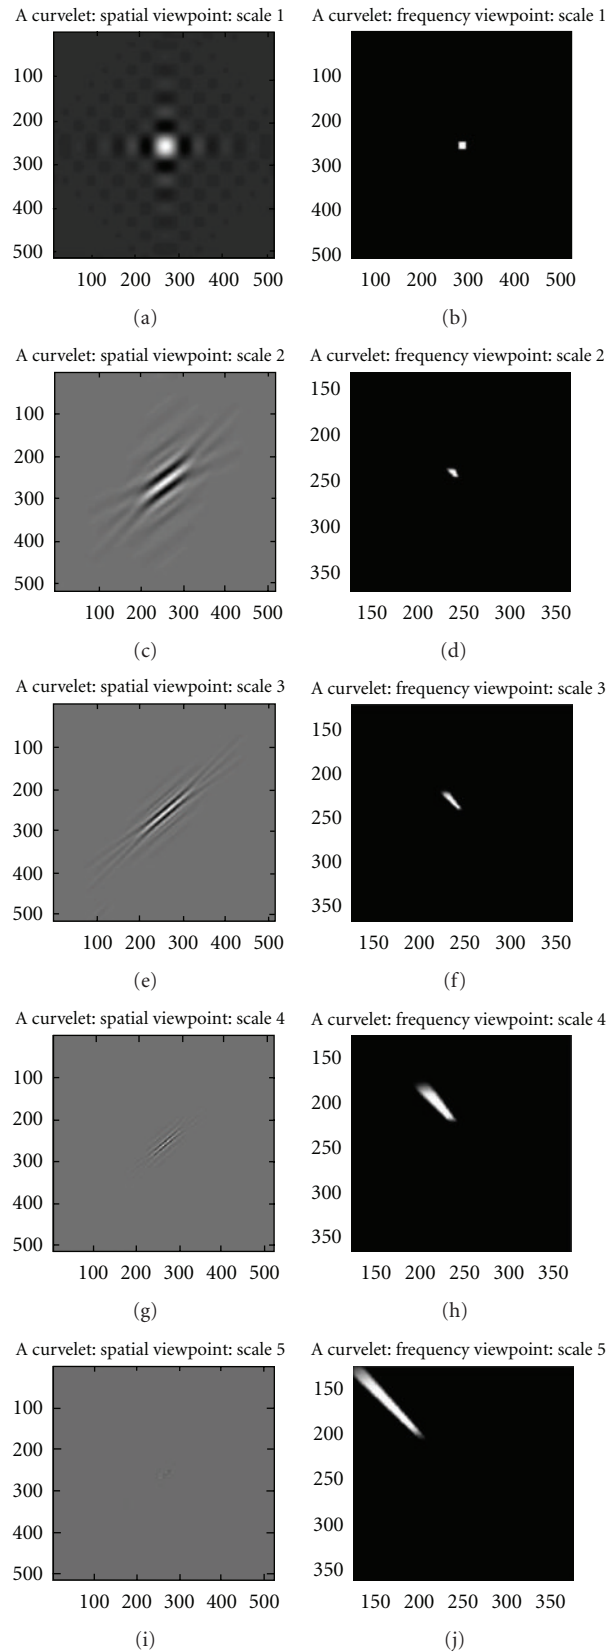 A curvelet: spatial viewpoint: scale 1
100
200
300
400
500
100 200 300 400 500
(a)
A curvelet: frequency viewpoint: scale 1
100
200
300
400
500
100 200 300 400 500
(b)
A curvelet: spatial viewpoint: scale 2
100
200
300
400
500
100 200 300 400 500
(c)
A curvelet: frequency viewpoint: scale 2
150
200
250
300
350
150 200 250 300 350
(d)
A curvelet: spatial viewpoint: scale 3
100
200
300
400
500
100 200 300 400 500
(e)
A curvelet: frequency viewpoint: scale 3
150
200
250
300
350
150 200 250 300 350
(f)
A curvelet: spatial viewpoint: scale 4
100
200
300
400
500
100 200 300 400 500
(g)
A curvelet: frequency viewpoint: scale 4
150
200
250
300
350
150 200 250 300 350
(h)
A curvelet: spatial viewpoint: scale 5
100
200
300
400
500
100 200 300 400 500
(i)
A curvelet: frequency viewpoint: scale 5
150
200
250
300
350
150 200 250 300 350
(j)